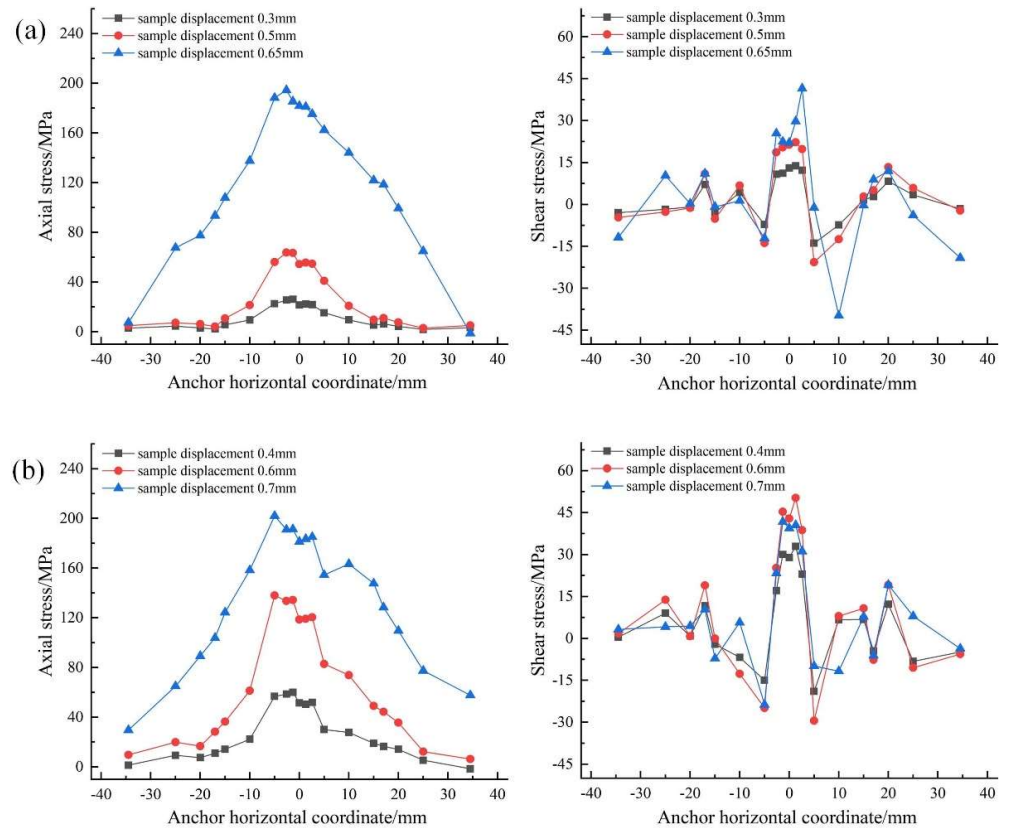 (a)
sample displacement 0.3mm
sample displacement 0.5mm
sample displacement 0.65mm
Axial stress/MPa
240
200
160
120
80
40
0
-40 -30 -20 -10 0 10 20 30 40
Anchor horizontal coordinate/mm
sample displacement 0.3mm
sample displacement 0.5mm
sample displacement 0.65mm
Shear stress/MPa
60
45
30
15
0
-15
-30
-45
-40 -30 -20 -10 0 10 20 30 40
Anchor horizontal coordinate/mm
(b)
sample displacement 0.4mm
sample displacement 0.6mm
sample displacement 0.7mm
Axial stress/MPa
240
200
160
120
80
40
0
-40 -30 -20 -10 0 10 20 30 40
Anchor horizontal coordinate/mm
sample displacement 0.4mm
sample displacement 0.6mm
sample displacement 0.7mm
Shear stress/MPa
60
45
30
15
0
-15
-30
-45
-40 -30 -20 -10 0 10 20 30 40
Anchor horizontal coordinate/mm